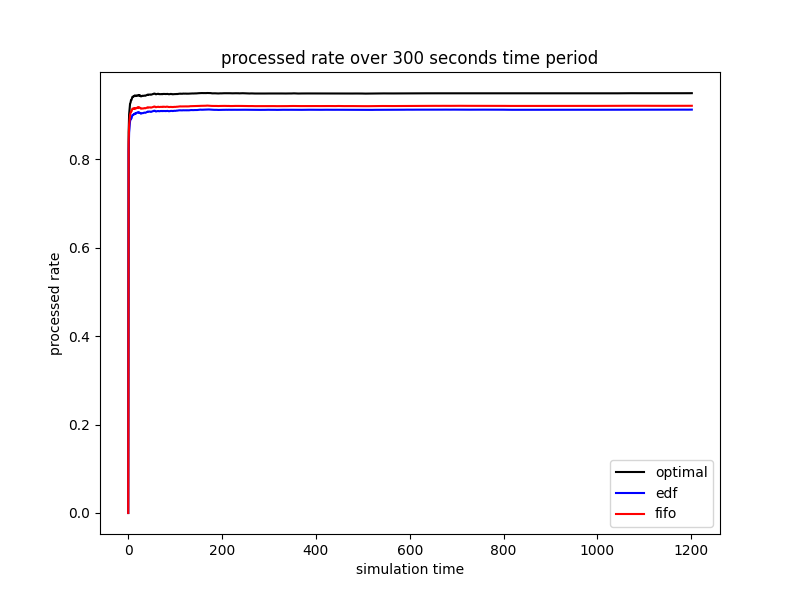 processed rate over 300 seconds time period
processed rate
0.8
0.6
0.4
0.2
0.0
0 200 400 600 800 1000 1200
simulation time
optimal
edf
fifo